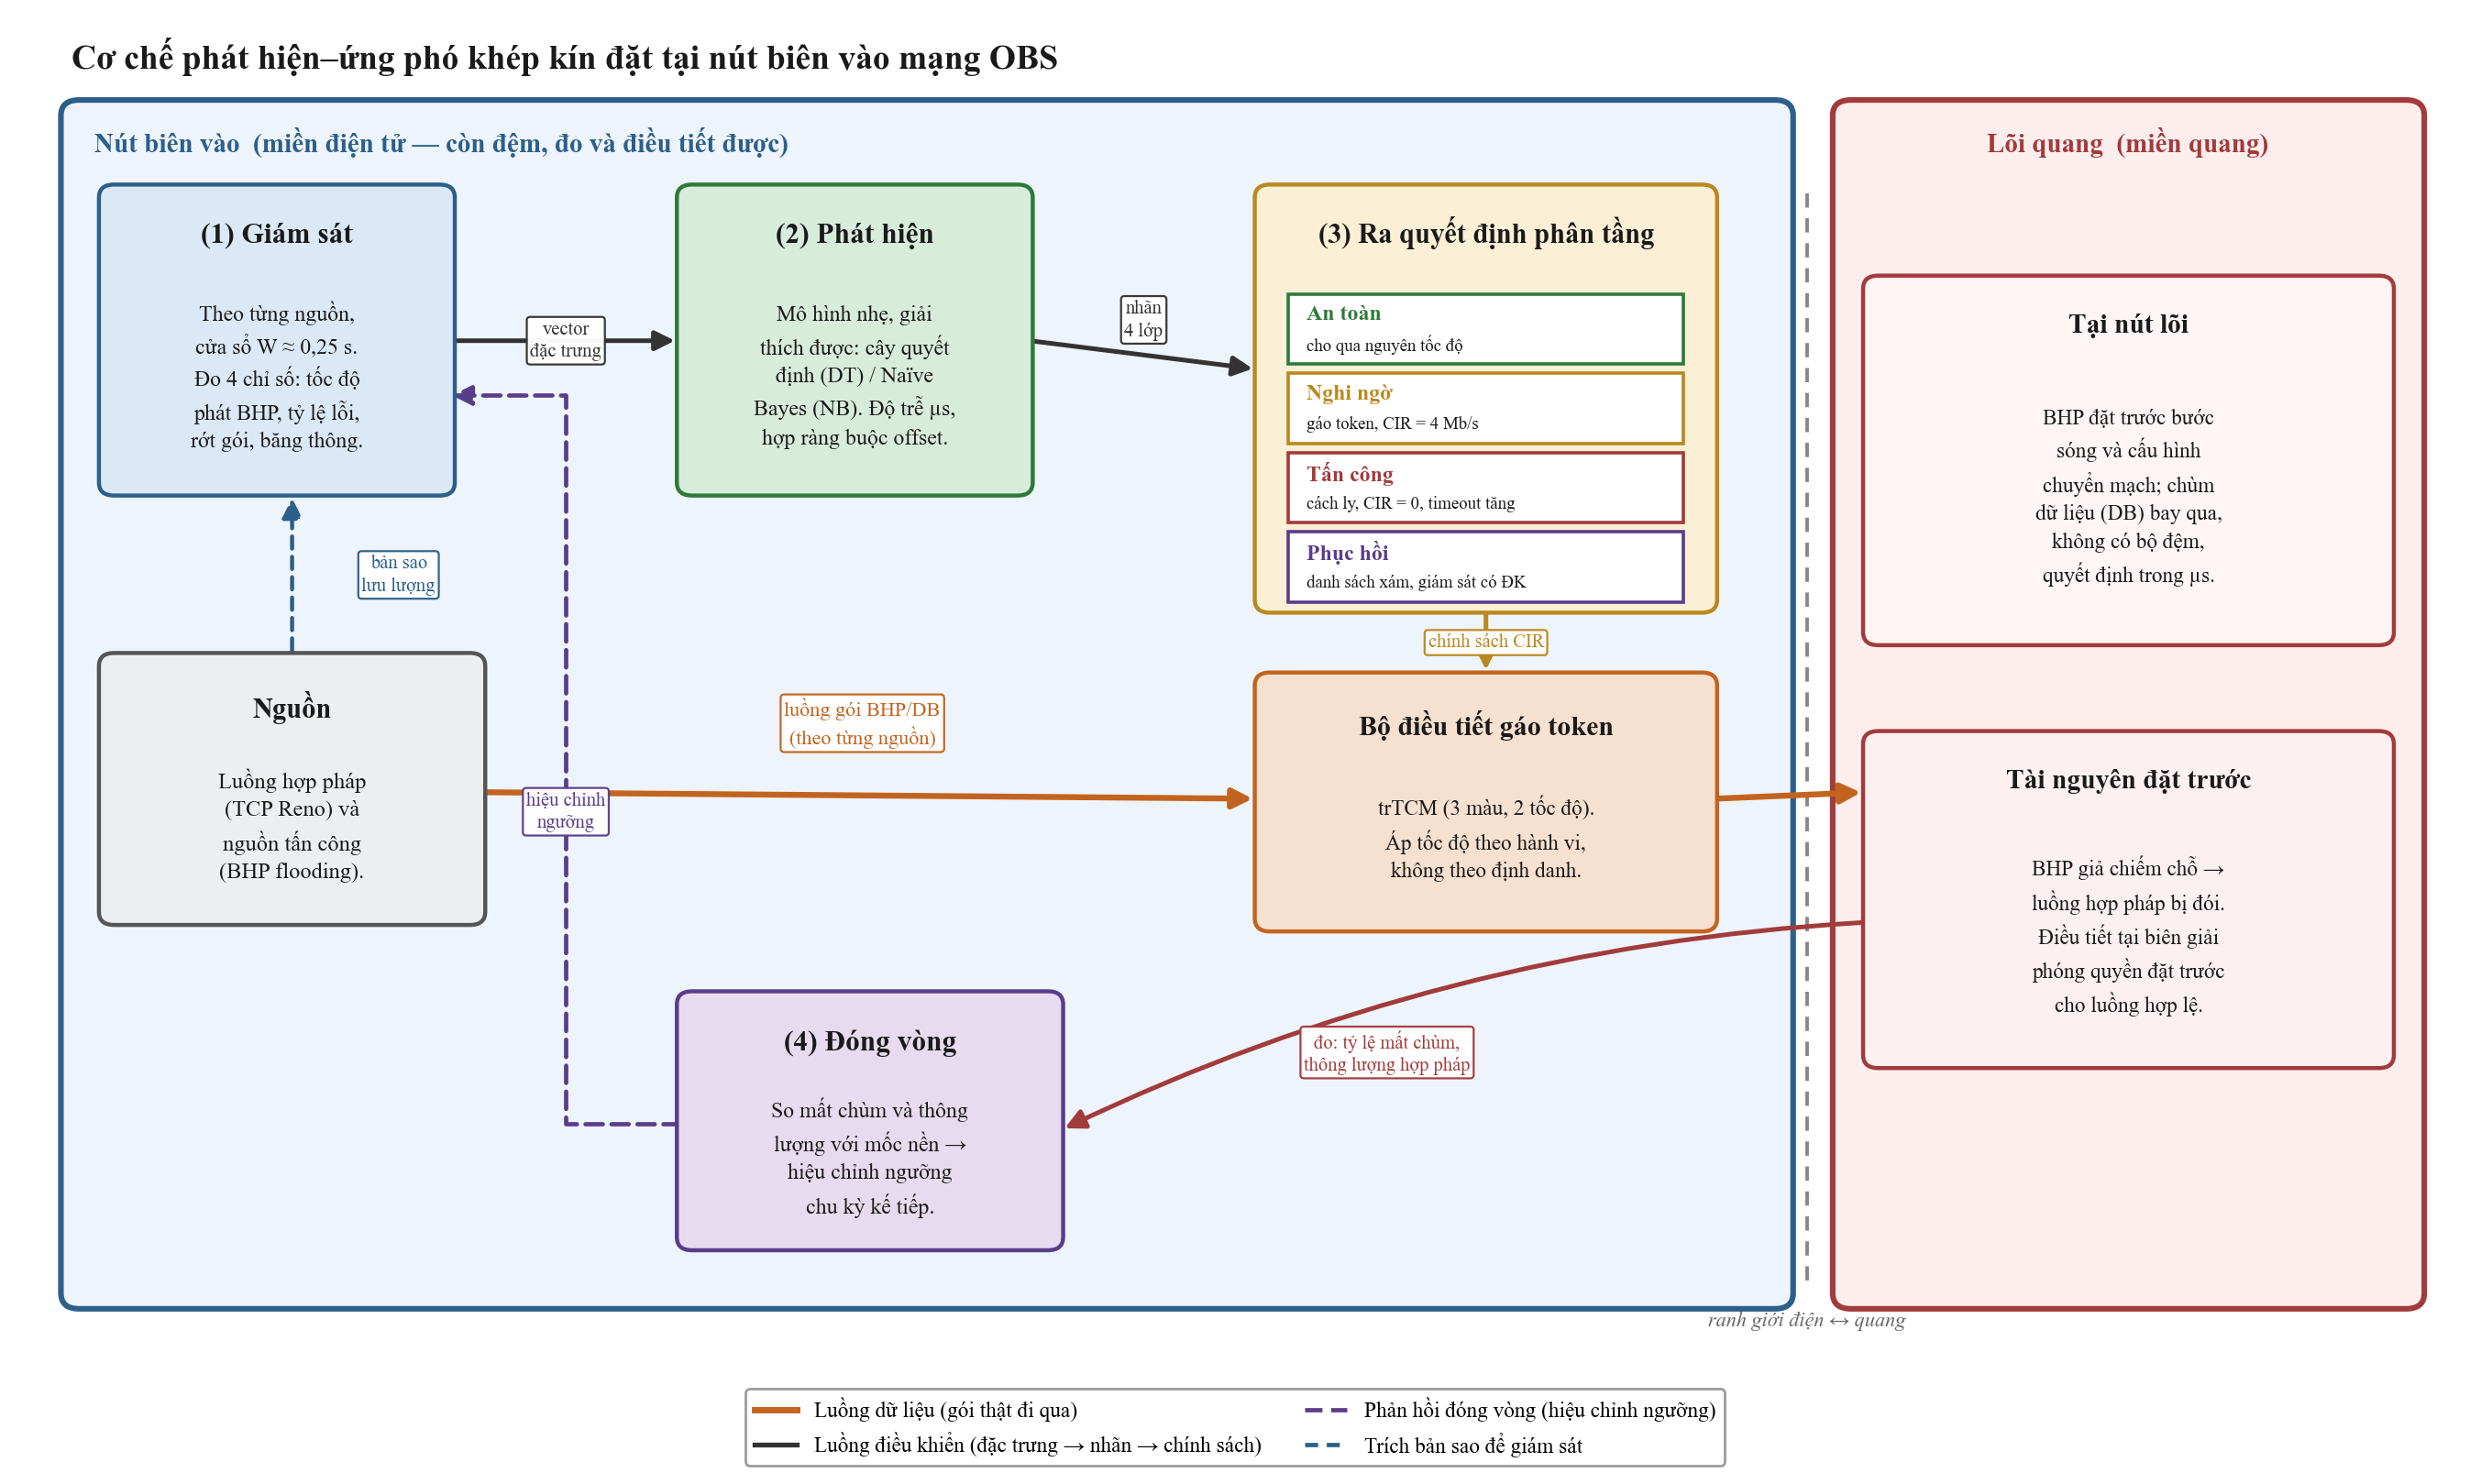 Cơ chế phát hiện–ứng phó khép kín đặt tại nút biên vào mạng OBS
Nút biên vào (miền điện tử — còn đệm, đo và điều tiết được)
(1) Giám sát
Theo từng nguồn,
cửa sổ W ≈ 0,25 s.
Đo 4 chỉ số: tốc độ
phát BHP, tỷ lệ lỗi,
rớt gói, băng thông.
vector
đặc trưng
(2) Phát hiện
Mô hình nhẹ, giải
thích được: cây quyết
định (DT) / Naïve
Bayes (NB). Độ trễ µs,
hợp ràng buộc offset.
nhãn
4 lớp
(3) Ra quyết định phân tầng
An toàn
cho qua nguyên tốc độ
Nghi ngờ
gáo token, CIR = 4 Mb/s
Tấn công
cách ly, CIR = 0, timeout tăng
Phục hồi
danh sách xám, giám sát có ĐK
chính sách CIR
bản sao
lưu lượng
Nguồn
Luồng hợp pháp
(TCP Reno) và
nguồn tấn công
(BHP flooding).
hiệu chỉnh
ngưỡng
luồng gói BHP/DB
(theo từng nguồn)
Bộ điều tiết gáo token
trTCM (3 màu, 2 tốc độ).
Áp tốc độ theo hành vi,
không theo định danh.
(4) Đóng vòng
So mất chùm và thông
lượng với mốc nền →
hiệu chỉnh ngưỡng
chu kỳ kế tiếp.
đo: tỷ lệ mất chùm,
thông lượng hợp pháp
Lõi quang (miền quang)
Tại nút lõi
BHP đặt trước bước
sóng và cấu hình
chuyển mạch; chùm
dữ liệu (DB) bay qua,
không có bộ đệm,
quyết định trong µs.
Tài nguyên đặt trước
BHP giả chiếm chỗ →
luồng hợp pháp bị đói.
Điều tiết tại biên giải
phóng quyền đặt trước
cho luồng hợp lệ.
ranh giới điện ↔ quang
Luồng dữ liệu (gói thật đi qua)
Luồng điều khiển (đặc trưng → nhãn → chính sách)
Phản hồi đóng vòng (hiệu chỉnh ngưỡng)
Trích bản sao để giám sát